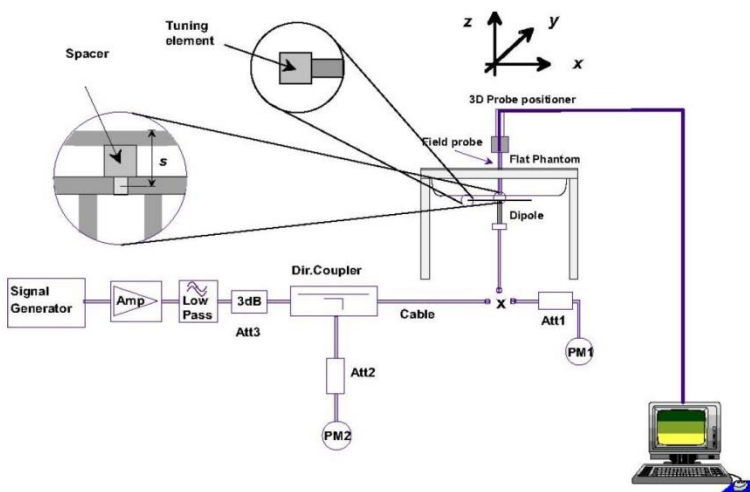 Tuning
element
Spacer
s
z
y
x
3D Probe positioner
Field probe
Flat Phantom
Dipole
Signal
Generator
Amp
Low
Pass
3dB
Att3
Dir.Coupler
Cable
x
Att1
PM1
Att2
PM2